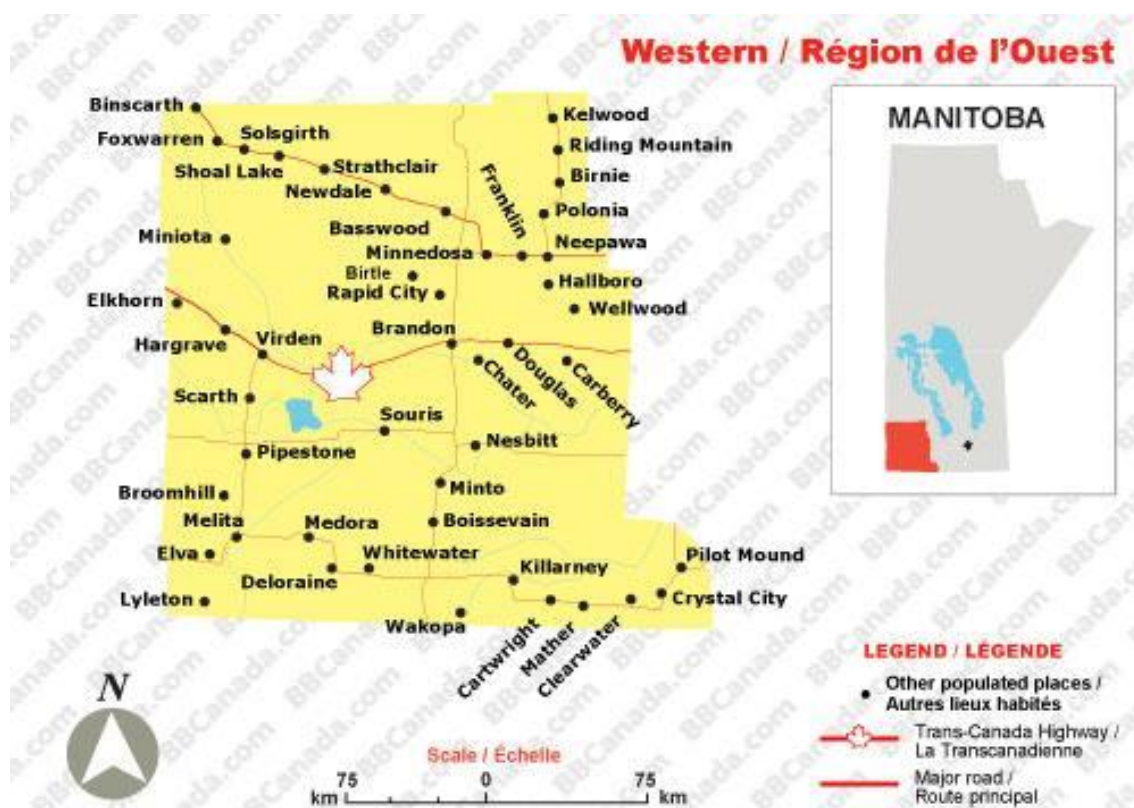 Western / Région de l'Ouest
MANITOBA
Binscarth
Kelwood
Foxwarren
Solsgirth
Riding Mountain
Shoal Lake
Strathclair
Newdale
Franklin
Birnie
Basswood
Polonia
Miniota
Minnedosa
Neepawa
Birtle
Rapid City
Hallboro
Elkhorn
Wellwood
Hargrave
Virden
Brandon
Chater
Douglas
Carberry
Scarth
Souris
Pipestone
Nesbitt
Broomhill
Minto
Melita
Medora
Boissevain
Elva
Whitewater
Pilot Mound
Deloraine
Killarney
Lyleton
Wakopa
Crystal City
Cartwright
Mather
Clearwater
LEGEND / LÉGENDE
Other populated places /
Autres lieux habités
Trans-Canada Highway /
La Transcanadienne
Major road /
Route principal
N
Scale / Échelle
75 0 75
km km
BBCanada.com